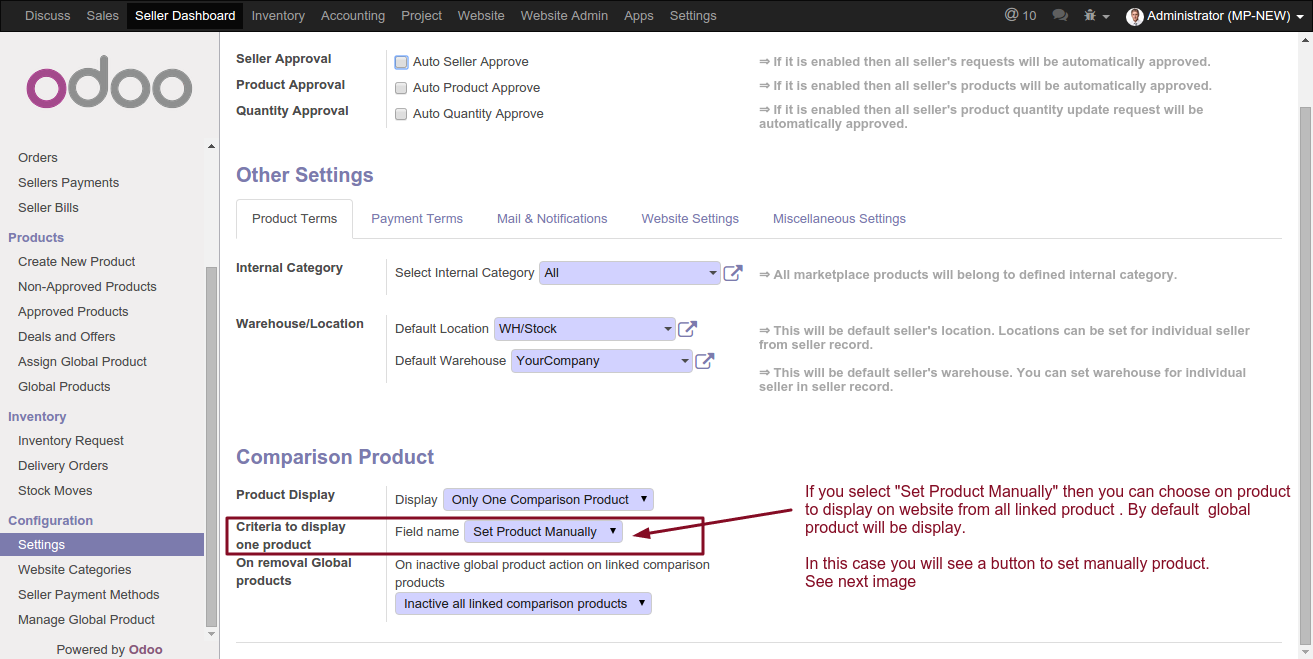 Discuss Sales Seller Dashboard Inventory Accounting Project Website Website Admin Apps Settings @ 10 Administrator (MP-NEW)
odoo
Orders
Sellers Payments
Seller Bills
Products
Create New Product
Non-Approved Products
Approved Products
Deals and Offers
Assign Global Product
Global Products
Inventory
Inventory Request
Delivery Orders
Stock Moves
Configuration
Settings
Website Categories
Seller Payment Methods
Manage Global Product
Powered by Odoo
Seller Approval
Auto Seller Approve
⇒ If it is enabled then all seller's requests will be automatically approved.
Product Approval
Auto Product Approve
⇒ If it is enabled then all seller's products will be automatically approved.
Quantity Approval
Auto Quantity Approve
⇒ If it is enabled then all seller's product quantity update request will be
automatically approved.
Other Settings
Product Terms Payment Terms Mail & Notifications Website Settings Miscellaneous Settings
Internal Category
Select Internal Category All
⇒ All marketplace products will belong to defined internal category.
Warehouse/Location
Default Location WH/Stock
⇒ This will be default seller's location. Locations can be set for individual seller
from seller record.
Default Warehouse YourCompany
⇒ This will be default seller's warehouse. You can set warehouse for individual
seller in seller record.
Comparison Product
Product Display
Display Only One Comparison Product
Criteria to display
one product
Field name Set Product Manually
On removal Global
products
On inactive global product action on linked comparison
products
Inactive all linked comparison products
If you select "Set Product Manually" then you can choose on product
to display on website from all linked product . By default global
product will be display.
In this case you will see a button to set manually product.
See next image